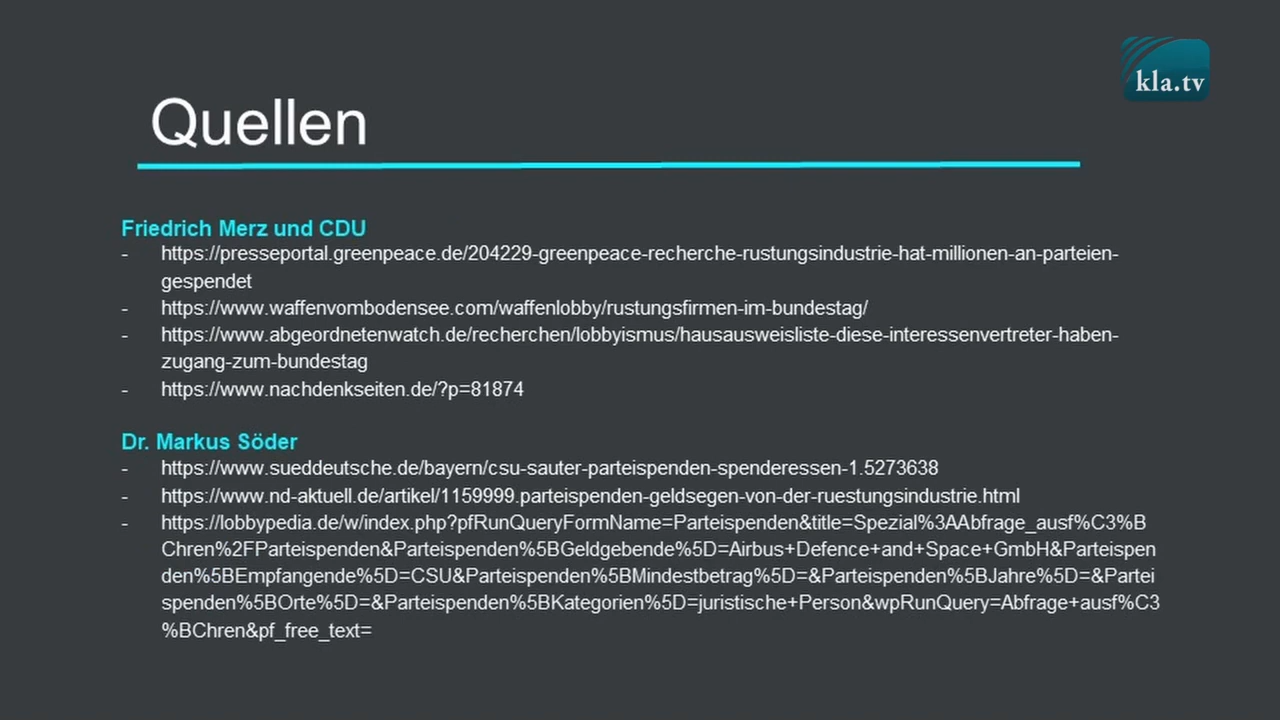 kla.tv
Quellen
Friedrich Merz und CDU
- https://presseportal.greenpeace.de/204229-greenpeace-recherche-rustungsindustrie-hat-millionen-an-parteien-
gespendet
- https://www.waffenvombodensee.com/waffenlobby/rustungsfirmen-im-bundestag/
- https://www.abgeordnetenwatch.de/recherchen/lobbyismus/hausausweisliste-diese-interessenvertreter-haben-
zugang-zum-bundestag
- https://www.nachdenkseiten.de/?p=81874
Dr. Markus Söder
- https://www.sueddeutsche.de/bayern/csu-sauter-parteispenden-spenderessen-1.5273638
- https://www.nd-aktuell.de/artikel/1159999.parteispenden-geldsegen-von-der-ruestungsindustrie.html
- https://lobbypedia.de/w/index.php?pfRunQueryFormName=Parteispenden&title=Spezial%3AAbfrage_ausf%C3%B
Chren%2FParteispenden&Parteispenden%5BGeldgebende%5D=Airbus+Defence+and+Space+GmbH&Parteispen
den%5BEmpfangende%5D=CSU&Parteispenden%5BMindestbetrag%5D=&Parteispenden%5BJahre%5D=&Partei
spenden%5BOrte%5D=&Parteispenden%5BKategorien%5D=juristische+Person&wpRunQuery=Abfrage+ausf%C3
%BChren&pf_free_text=